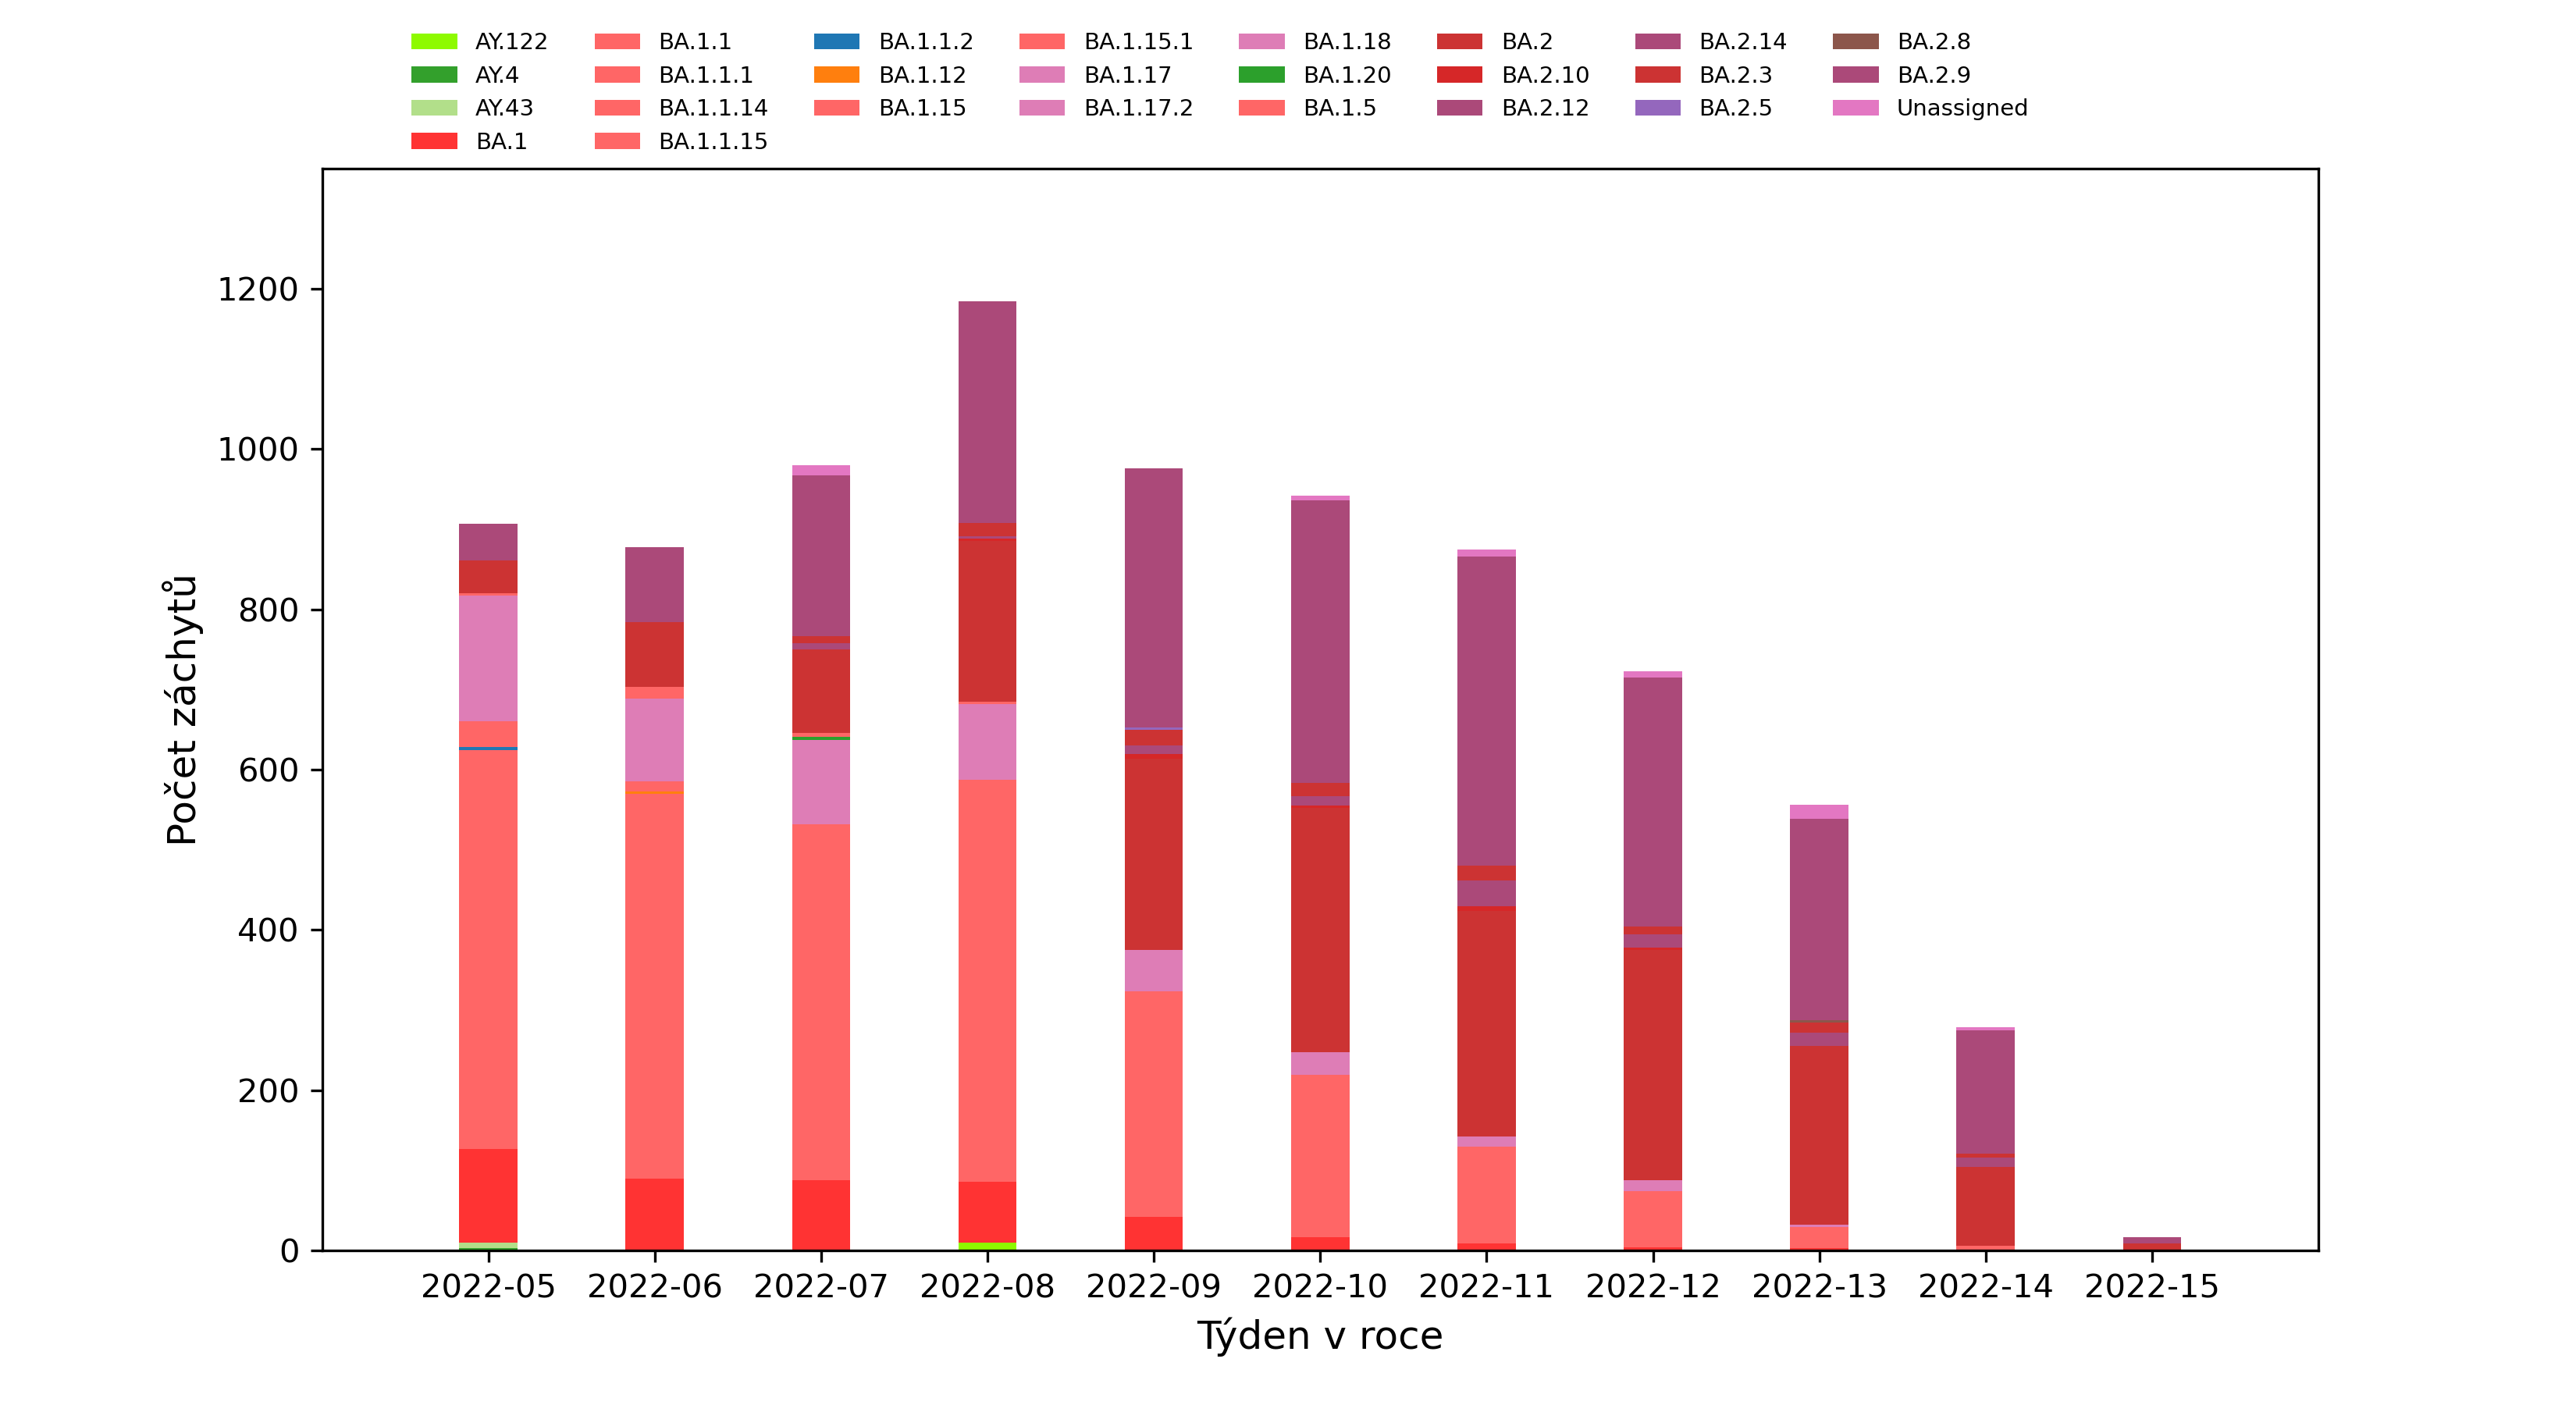 AY.122 BA.1.1 BA.1.1.2 BA.1.15.1 BA.1.18 BA.2 BA.2.14 BA.2.8
AY.4 BA.1.1.1 BA.1.12 BA.1.17 BA.1.20 BA.2.10 BA.2.3 BA.2.9
AY.43 BA.1.1.14 BA.1.15 BA.1.17.2 BA.1.5 BA.2.12 BA.2.5 Unassigned
BA.1 BA.1.1.15
1200
1000
800
600
400
200
0
Počet záchytů
2022-05 2022-06 2022-07 2022-08 2022-09 2022-10 2022-11 2022-12 2022-13 2022-14 2022-15
Týden v roce